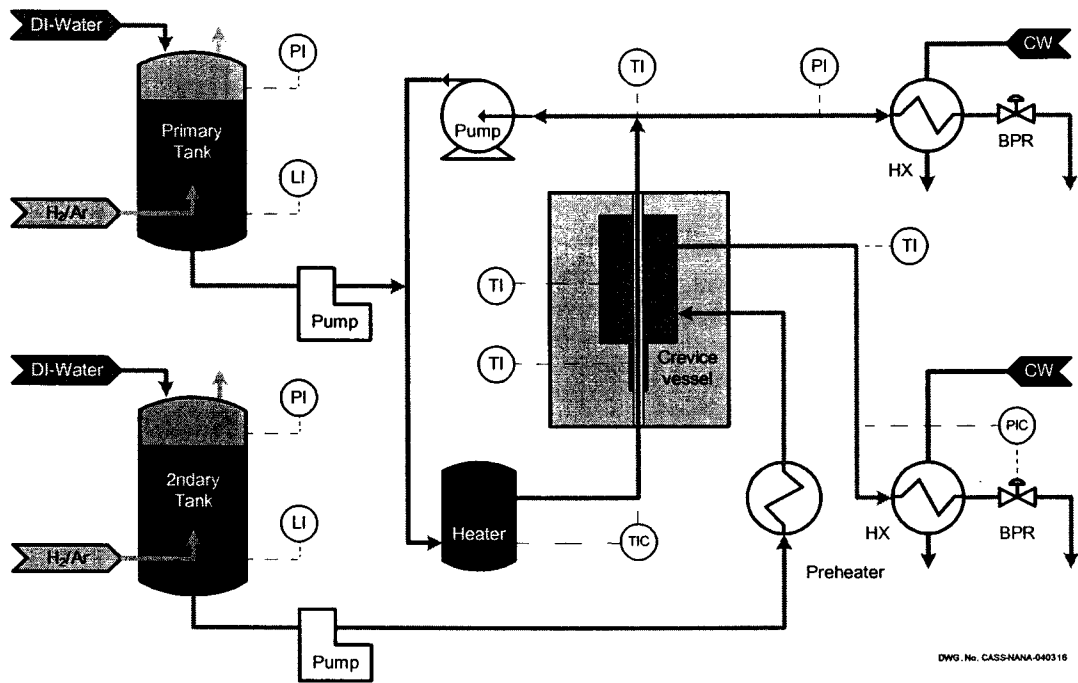 DI-Water
PI
Primary
Tank
LI
H₂/Ar
Pump
Pump
TI
PI
CW
HX
BPR
TI
TI
TI
Crevice
vessel
DI-Water
PI
2ndary
Tank
LI
H₂/Ar
Pump
Heater
TIC
Preheater
CW
PIC
HX
BPR
DWG. No. CASS-NANA-040316